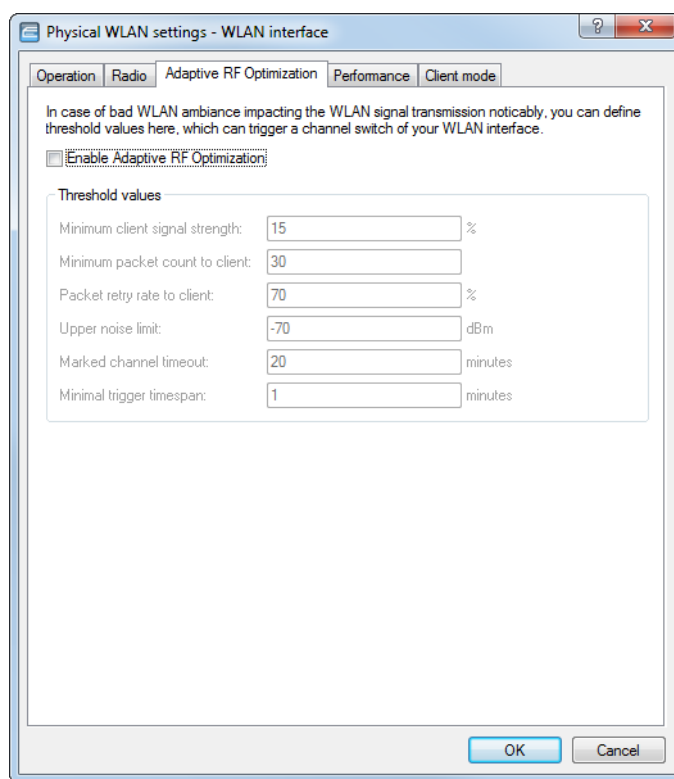 Physical WLAN settings - WLAN interface
? X
Operation Radio Adaptive RF Optimization Performance Client mode
In case of bad WLAN ambiance impacting the WLAN signal transmission noticably, you can define
threshold values here, which can trigger a channel switch of your WLAN interface.
Enable Adaptive RF Optimization
Threshold values
Minimum client signal strength: 15 %
Minimum packet count to client: 30
Packet retry rate to client: 70 %
Upper noise limit: -70 dBm
Marked channel timeout: 20 minutes
Minimal trigger timespan: 1 minutes
OK Cancel